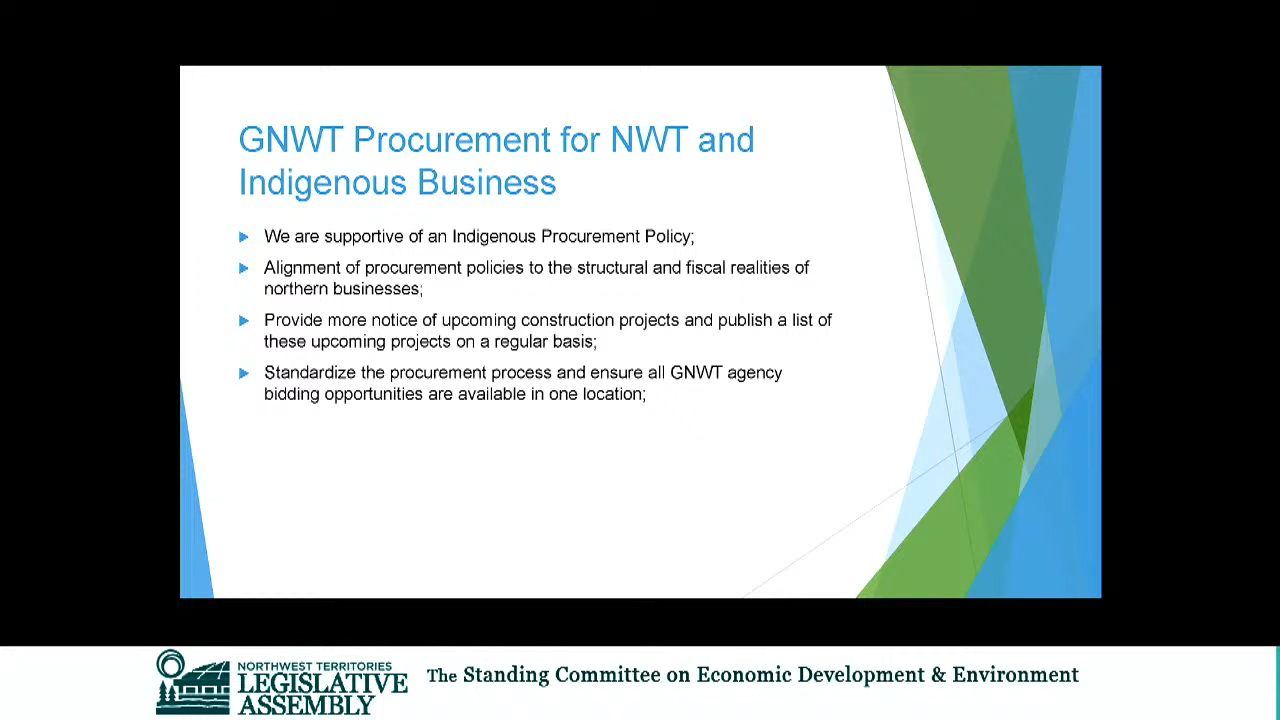 GNWT Procurement for NWT and
Indigenous Business
We are supportive of an Indigenous Procurement Policy;
Alignment of procurement policies to the structural and fiscal realities of
northern businesses;
Provide more notice of upcoming construction projects and publish a list of
these upcoming projects on a regular basis;
Standardize the procurement process and ensure all GNWT agency
bidding opportunities are available in one location;
NORTHWEST TERRITORIES
LEGISLATIVE
ASSEMBLY
The Standing Committee on Economic Development & Environment